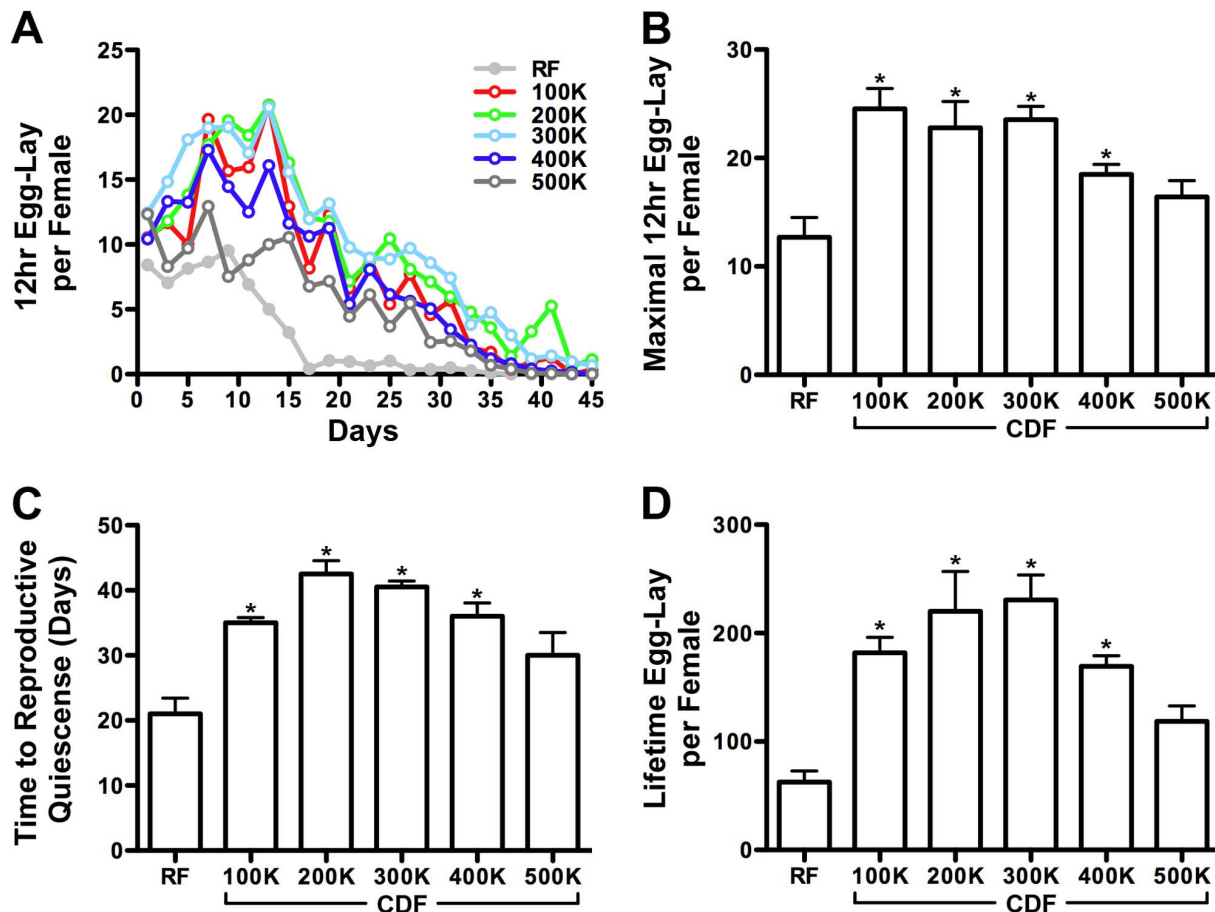 A
12hr Egg-Lay
per Female
25
20
15
10
5
0
0 5 10 15 20 25 30 35 40 45
Days
RF
100K
200K
300K
400K
500K
B
Maximal 12hr Egg-Lay
per Female
30
20
10
0
* * * *
RF 100K 200K 300K 400K 500K
CDF
C
Time to Reproductive
Quiescense (Days)
50
40
30
20
10
0
* * * *
RF 100K 200K 300K 400K 500K
CDF
D
Lifetime Egg-Lay
per Female
300
200
100
0
* * * *
RF 100K 200K 300K 400K 500K
CDF